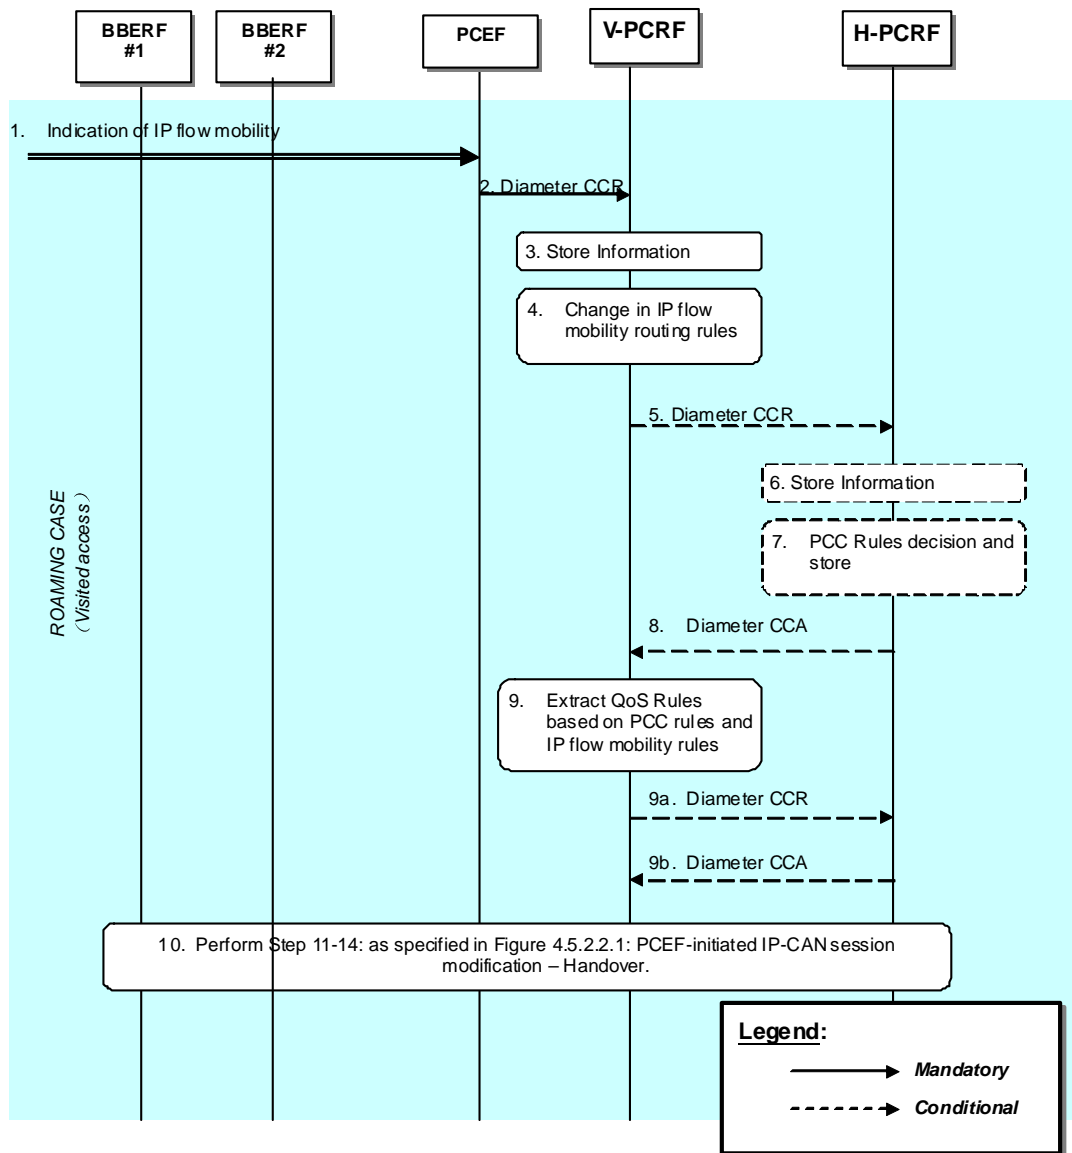 BBERF
#1
BBERF
#2
PCEF
V-PCRF
H-PCRF
1. Indication of IP flow mobility
2. Diameter CCR
3. Store Information
4. Change in IP flow
mobility routing rules
5. Diameter CCR
6. Store Information
7. PCC Rules decision and
store
ROAMING CASE
（Visited access）
8. Diameter CCA
9. Extract QoS Rules
based on PCC rules and
IP flow mobility rules
9a. Diameter CCR
9b. Diameter CCA
10. Perform Step 11-14: as specified in Figure 4.5.2.2.1: PCEF-initiated IP-CAN session
modification – Handover.
Legend:
Mandatory
Conditional